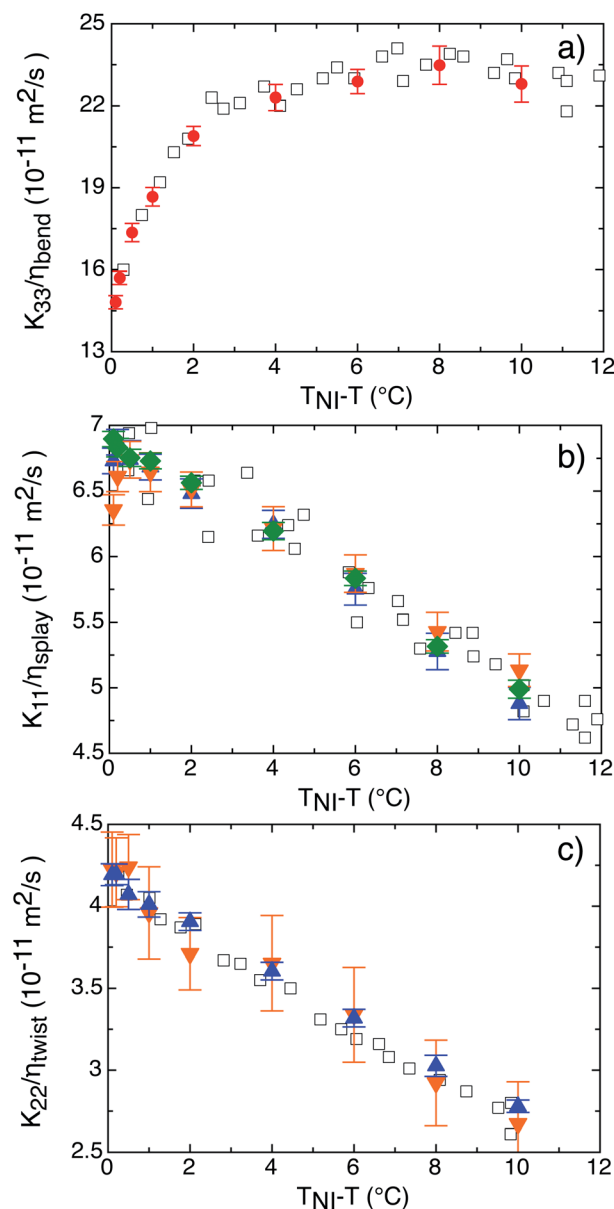 a)
25
22
19
16
13
K33/ηbend (10-11 m2/s)
0 2 4 6 8 10 12
TNI-T (°C)
b)
7
6.5
6
5.5
5
4.5
K11/ηsplay (10-11 m2/s)
0 2 4 6 8 10 12
TNI-T (°C)
c)
4.5
4
3.5
3
2.5
K22/ηtwist (10-11 m2/s)
0 2 4 6 8 10 12
TNI-T (°C)